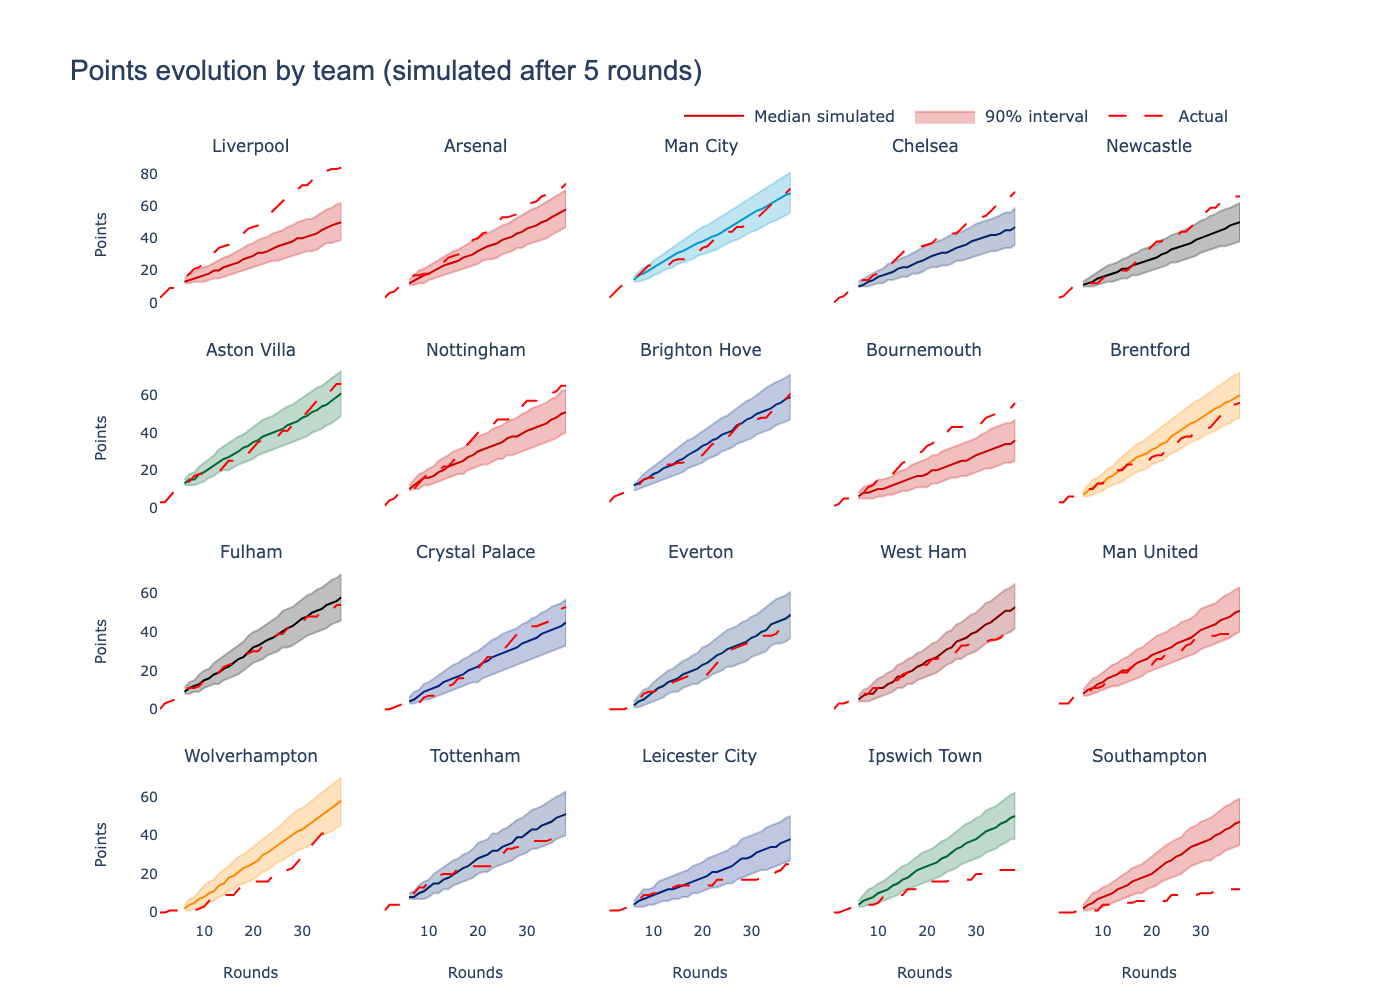 Points evolution by team (simulated after 5 rounds)
Median simulated 90% interval Actual
Liverpool Arsenal Man City Chelsea Newcastle
80
60
40
20
0
Points
Aston Villa Nottingham Brighton Hove Bournemouth Brentford
60
40
20
0
Points
Fulham Crystal Palace Everton West Ham Man United
60
40
20
0
Points
Wolverhampton Tottenham Leicester City Ipswich Town Southampton
60
40
20
0
Points
10 20 30 10 20 30 10 20 30 10 20 30 10 20 30
Rounds Rounds Rounds Rounds Rounds